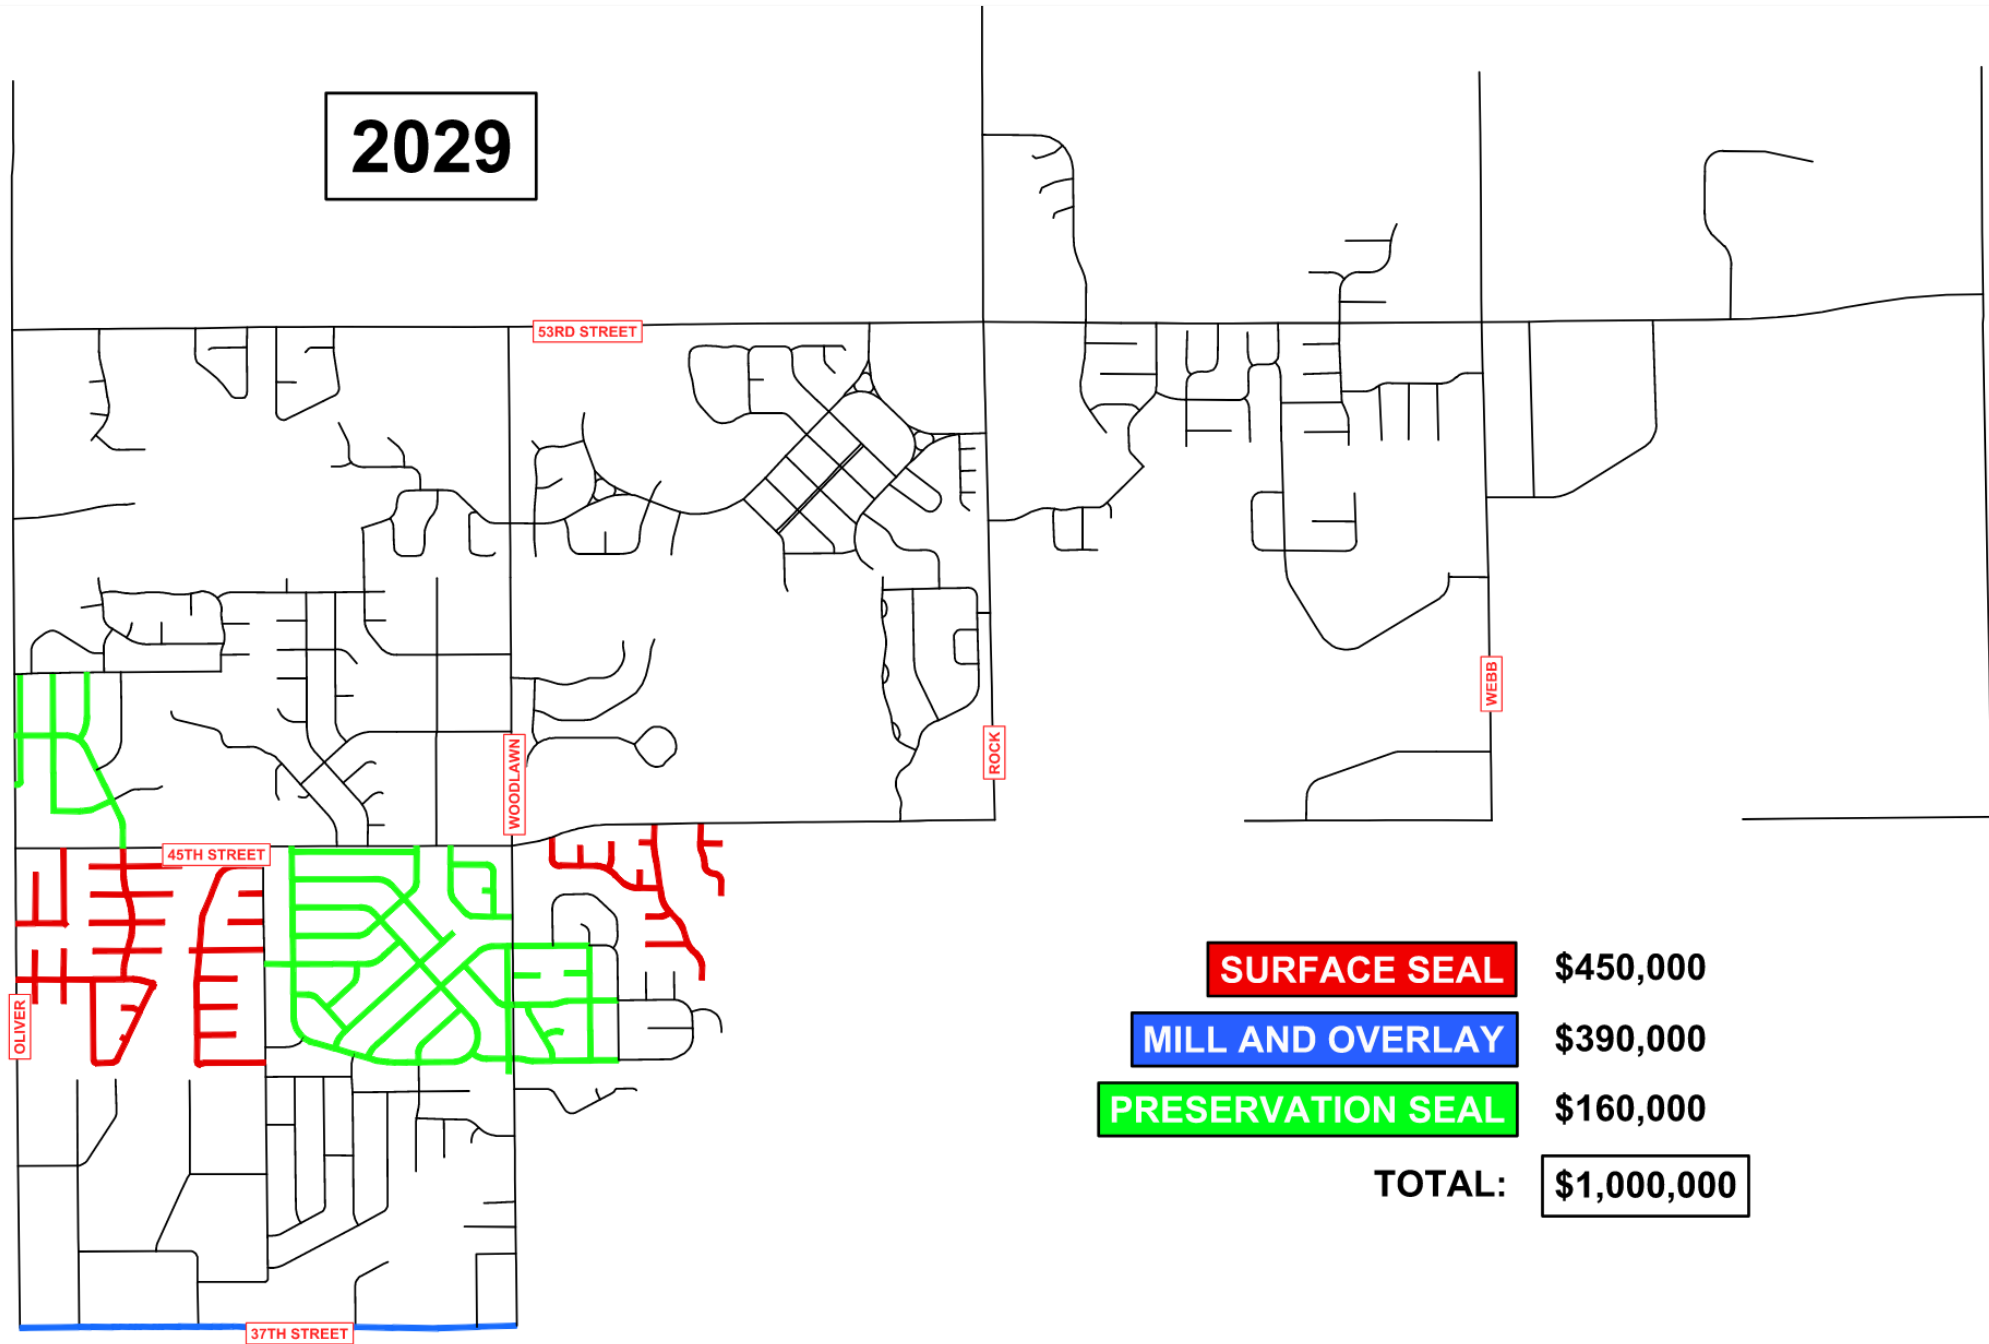 2029
53RD STREET
WEBB
WOODLAWN
ROCK
45TH STREET
OLIVER
37TH STREET
SURFACE SEAL $450,000
MILL AND OVERLAY $390,000
PRESERVATION SEAL $160,000
TOTAL: $1,000,000